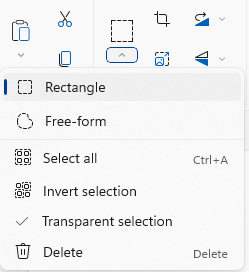 Rectangle
Free-form
Select all Ctrl+A
Invert selection
Transparent selection
Delete Delete